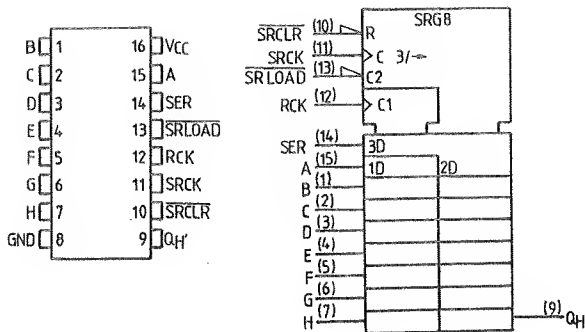 B 1 16 VCC
C 2 15 A
D 3 14 SER
E 4 13 SRLOAD
F 5 12 RCK
G 6 11 SRCK
H 7 10 SRCLR
GND 8 9 QH'
SRG8
SRCLR (10) R
SRCK (11) C 3/→
SRLOAD (13) C2
RCK (12) C1
SER (14) 3D
A (15) 1D 2D
B (1)
C (2)
D (3)
E (4)
F (5)
G (6)
H (7) (9) QH